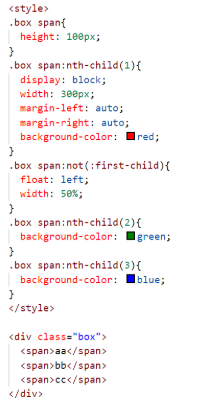 <style>
.box span{
height: 100px;
}
.box span:nth-child(1){
display: block;
width: 300px;
margin-left: auto;
margin-right: auto;
background-color: red;
}
.box span:not(:first-child){
float: left;
width: 50%;
}
.box span:nth-child(2){
background-color: green;
}
.box span:nth-child(3){
background-color: blue;
}
</style>

<div class="box">
<span>aa</span>
<span>bb</span>
<span>cc</span>
</div>